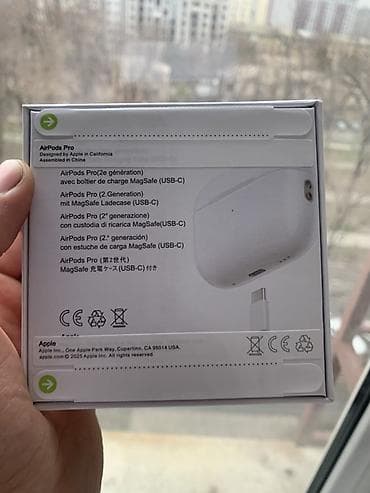 AirPods Pro
Designed by Apple in California
Assembled in China
AirPods Pro(2e génération)
avec boîtier de charge MagSafe (USB-C)
AirPods Pro (2.Generation)
mit MagSafe Ladecase (USB-C)
AirPods Pro (2ª generazione)
con custodia di ricarica MagSafe(USB-C)
AirPods Pro (2.ª generación)
con estuche de carga MagSafe (USB-C)
AirPods Pro (第2世代)
MagSafe 充電ケース(USB-C) 付き
Apple
Apple Inc., One Apple Park Way, Cupertino, CA 95014 USA.
apple.com © 2025 Apple Inc. All rights reserved.